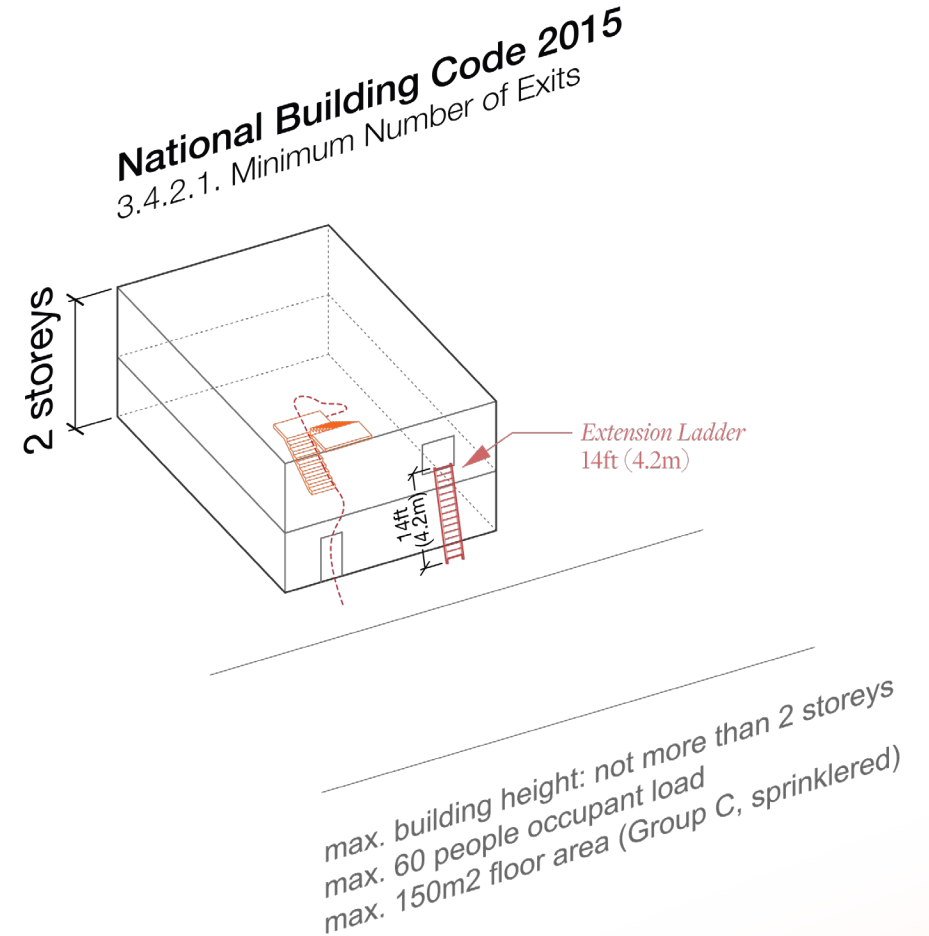 National Building Code 2015
3.4.2.1. Minimum Number of Exits
2 storeys
Extension Ladder
14ft (4.2m)
14ft
(4.2m)
max. building height: not more than 2 storeys
max. 60 people occupant load
max. 150m2 floor area (Group C, sprinklered)